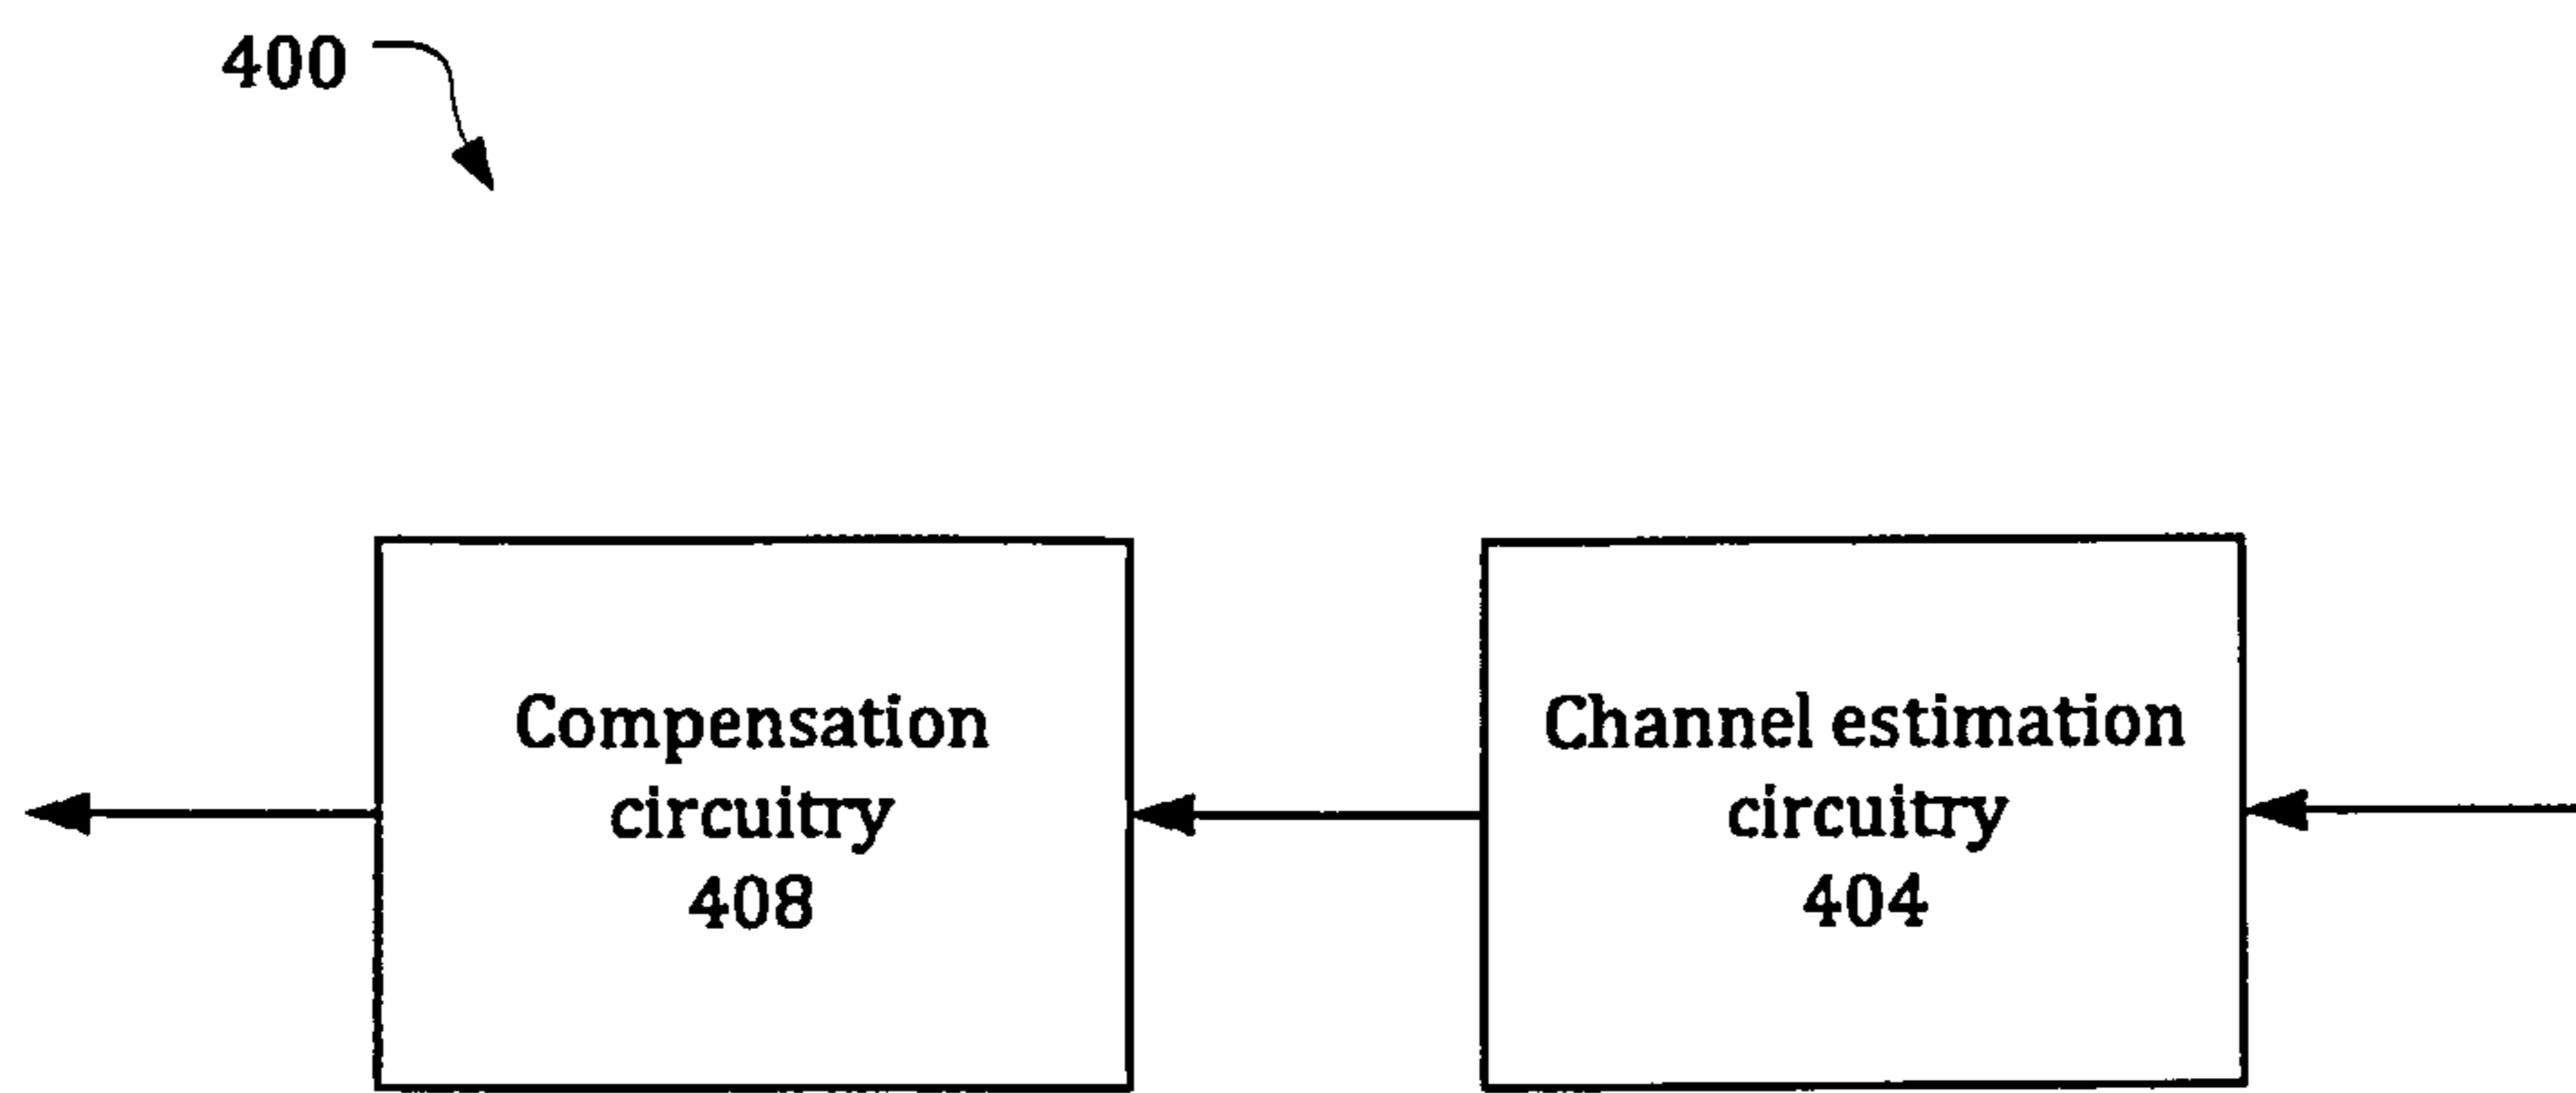 400
Compensation
circuitry
408
Channel estimation
circuitry
404